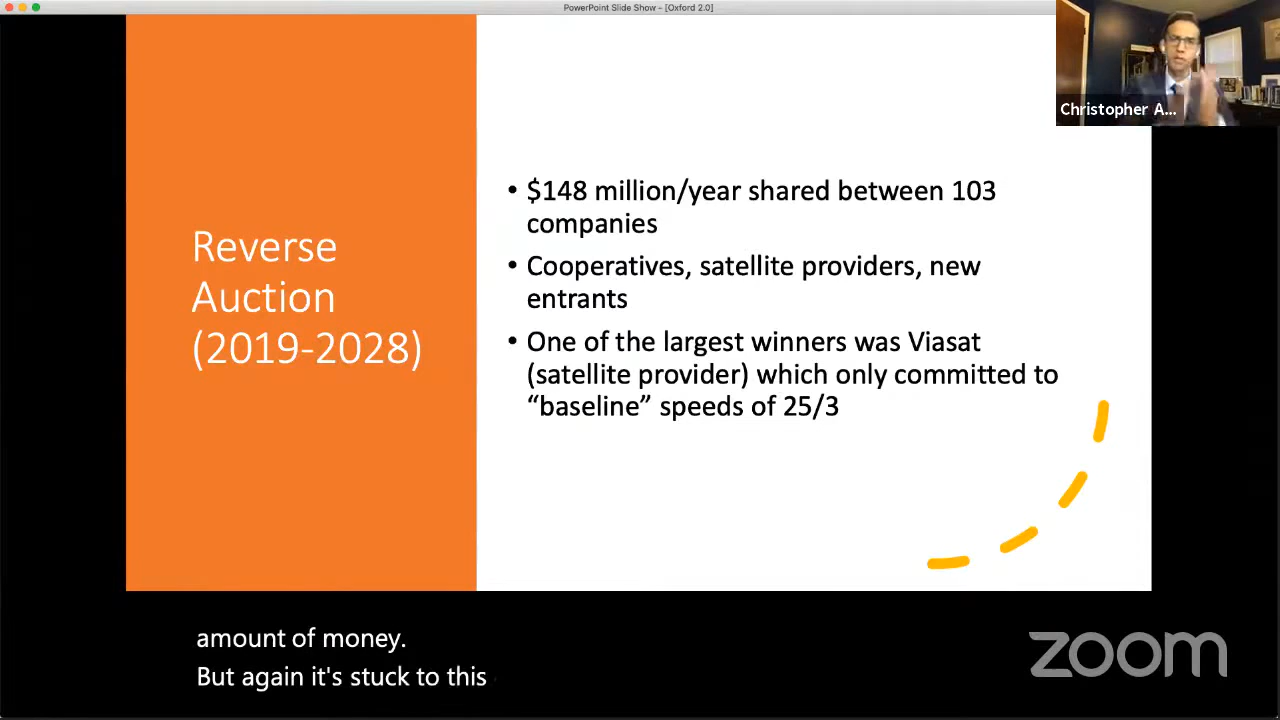 PowerPoint Slide Show - [Oxford 2.0]
Christopher A...
Reverse
Auction
(2019-2028)
• $148 million/year shared between 103
companies
• Cooperatives, satellite providers, new
entrants
• One of the largest winners was Viasat
(satellite provider) which only committed to
“baseline” speeds of 25/3
amount of money.
But again it's stuck to this
zoom